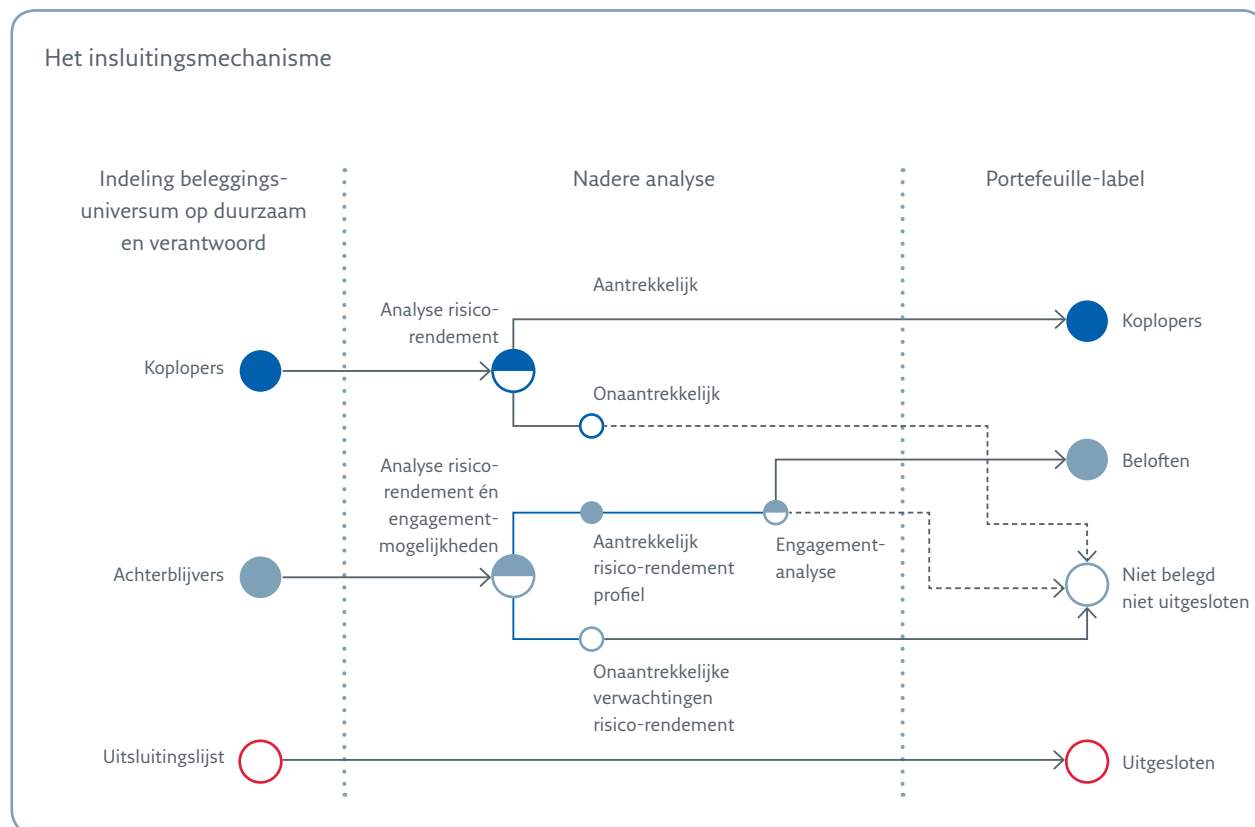 Het insluitingsmechanisme
Indeling beleggings-
universum op duurzaam
en verantwoord
Nadere analyse
Portefeuille-label
Koplopers
Analyse risico-
rendement
Aantrekkelijk
Koplopers
Onaantrekkelijk
Beloften
Achterblijvers
Analyse risico-
rendement én
engagement-
mogelijkheden
Aantrekkelijk
risico-rendement
profiel
Engagement-
analyse
Niet belegd
niet uitgesloten
Onaantrekkelijke
verwachtingen
risico-rendement
Uitsluitingslijst
Uitgesloten